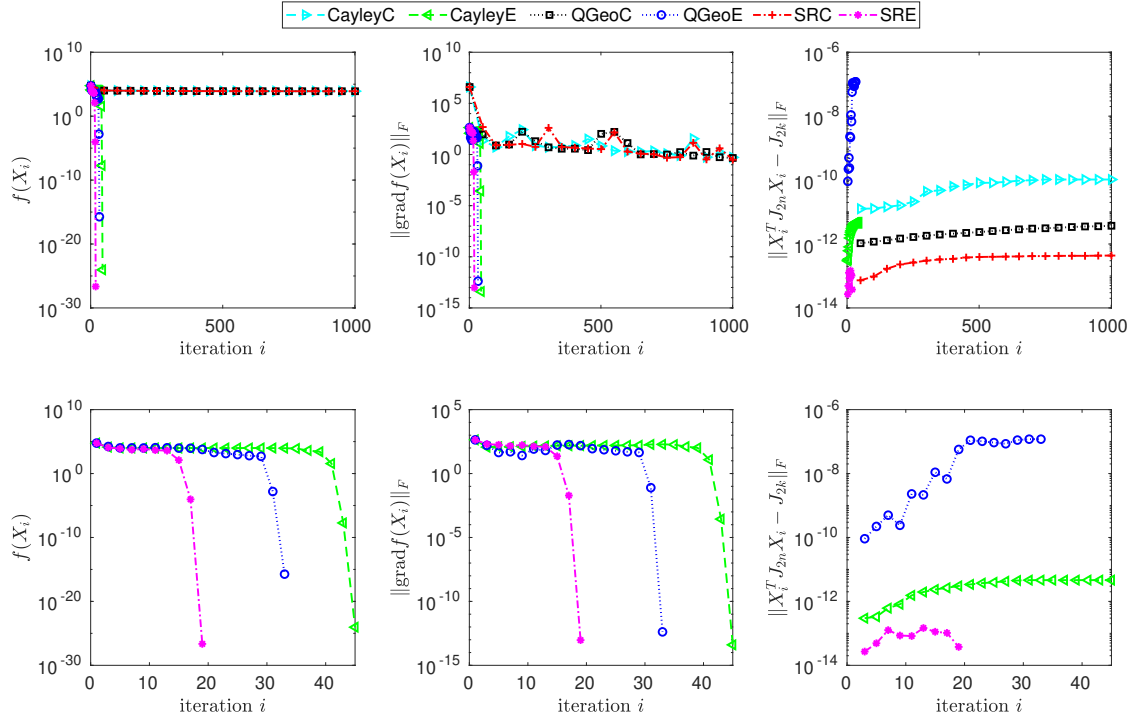 CayleyC CayleyE QGeoC QGeoE SRC SRE
10^10
10^0
10^-10
10^-20
10^-30
f(X_i)
0 500 1000
iteration i
10^10
10^5
10^0
10^-5
10^-10
10^-15
||grad f(X_i)||_F
0 500 1000
iteration i
10^-6
10^-8
10^-10
10^-12
10^-14
||X_i^T J_2n X_i − J_2k||_F
0 500 1000
iteration i
10^10
10^0
10^-10
10^-20
10^-30
f(X_i)
0 10 20 30 40
iteration i
10^5
10^0
10^-5
10^-10
10^-15
||grad f(X_i)||_F
0 10 20 30 40
iteration i
10^-6
10^-8
10^-10
10^-12
10^-14
||X_i^T J_2n X_i − J_2k||_F
0 10 20 30 40
iteration i